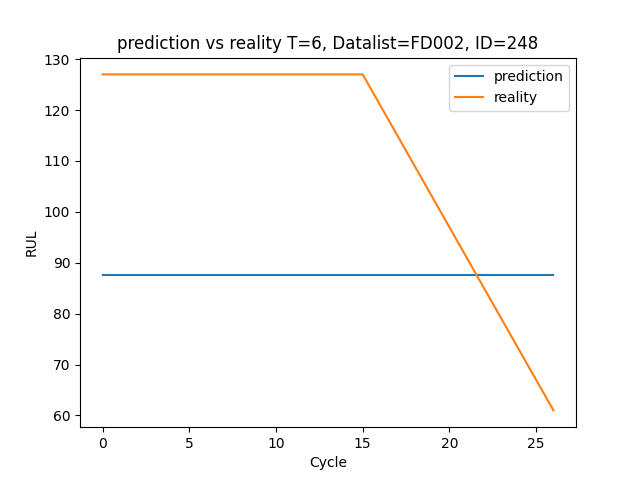 prediction vs reality T=6, Datalist=FD002, ID=248
prediction
reality
130
120
110
100
90
80
70
60
RUL
0 5 10 15 20 25
Cycle